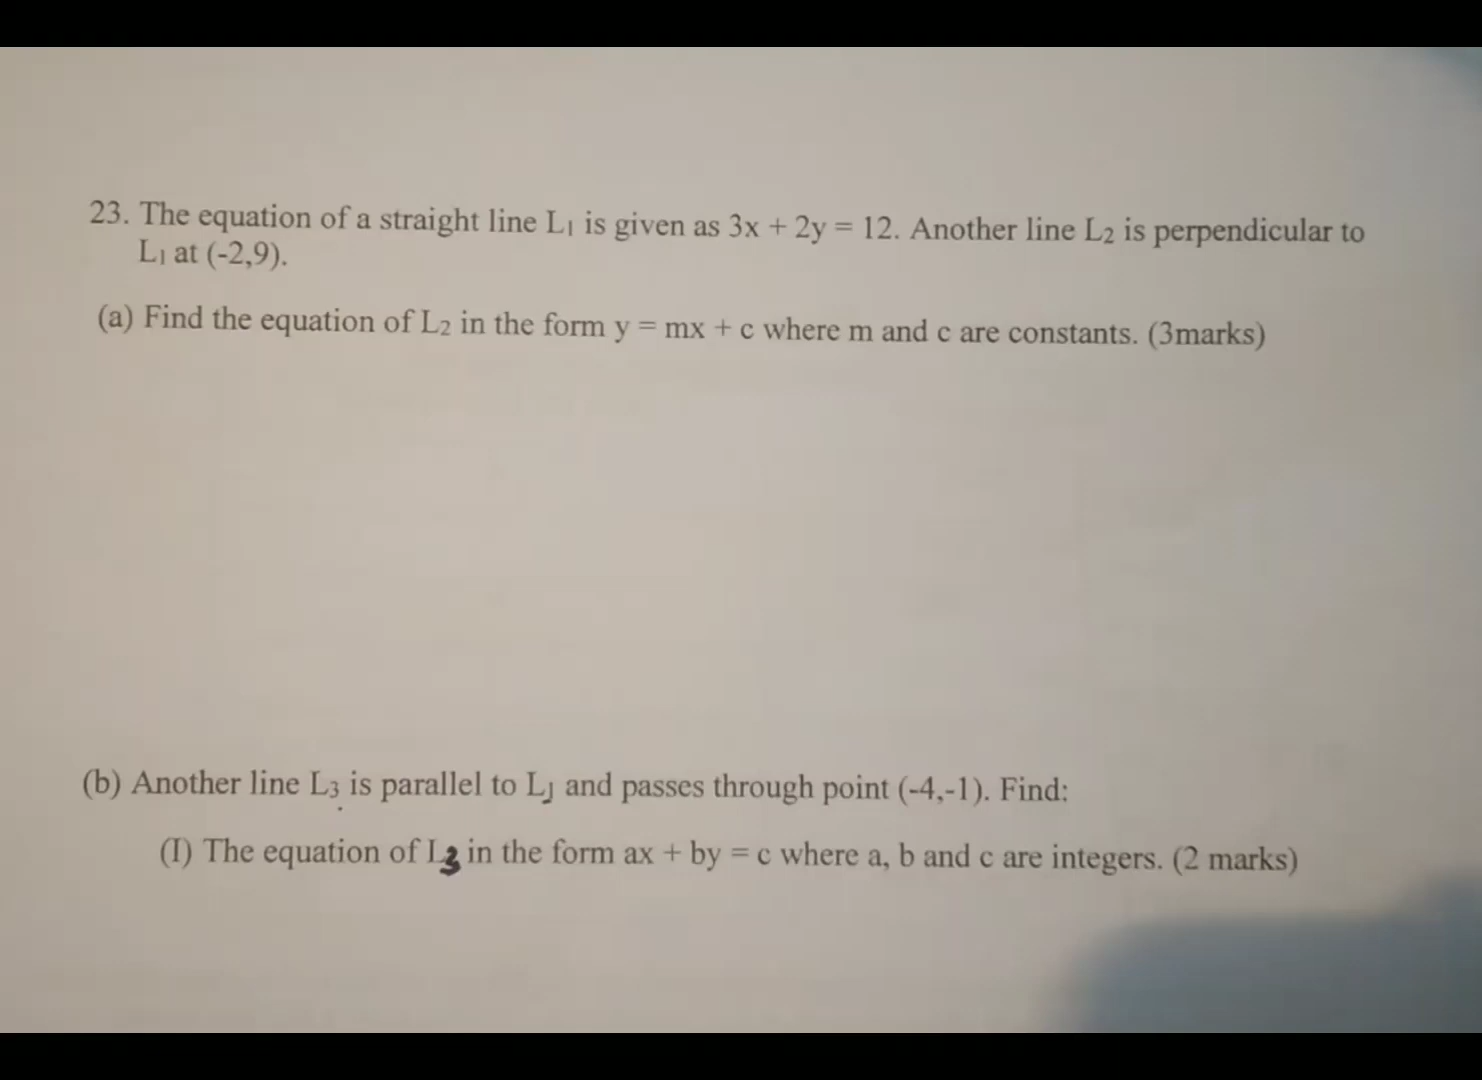 23. The equation of a straight line L1 is given as 3x + 2y = 12. Another line L2 is perpendicular to
L1 at (-2,9).
(a) Find the equation of L2 in the form y = mx + c where m and c are constants. (3marks)
(b) Another line L3 is parallel to L1 and passes through point (-4,-1). Find:
(I) The equation of L3 in the form ax + by = c where a, b and c are integers. (2 marks)